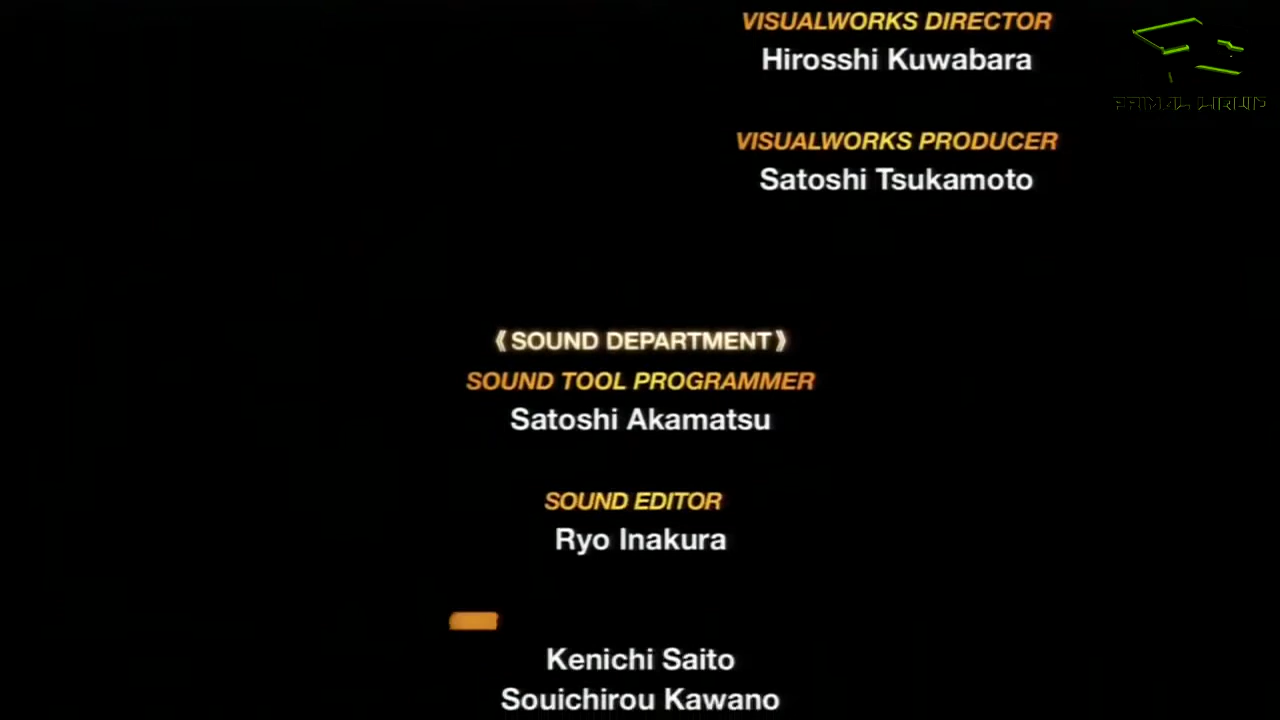 VISUALWORKS DIRECTOR
Hirosshi Kuwabara
VISUALWORKS PRODUCER
Satoshi Tsukamoto
《SOUND DEPARTMENT》
SOUND TOOL PROGRAMMER
Satoshi Akamatsu
SOUND EDITOR
Ryo Inakura
Kenichi Saito
Souichirou Kawano